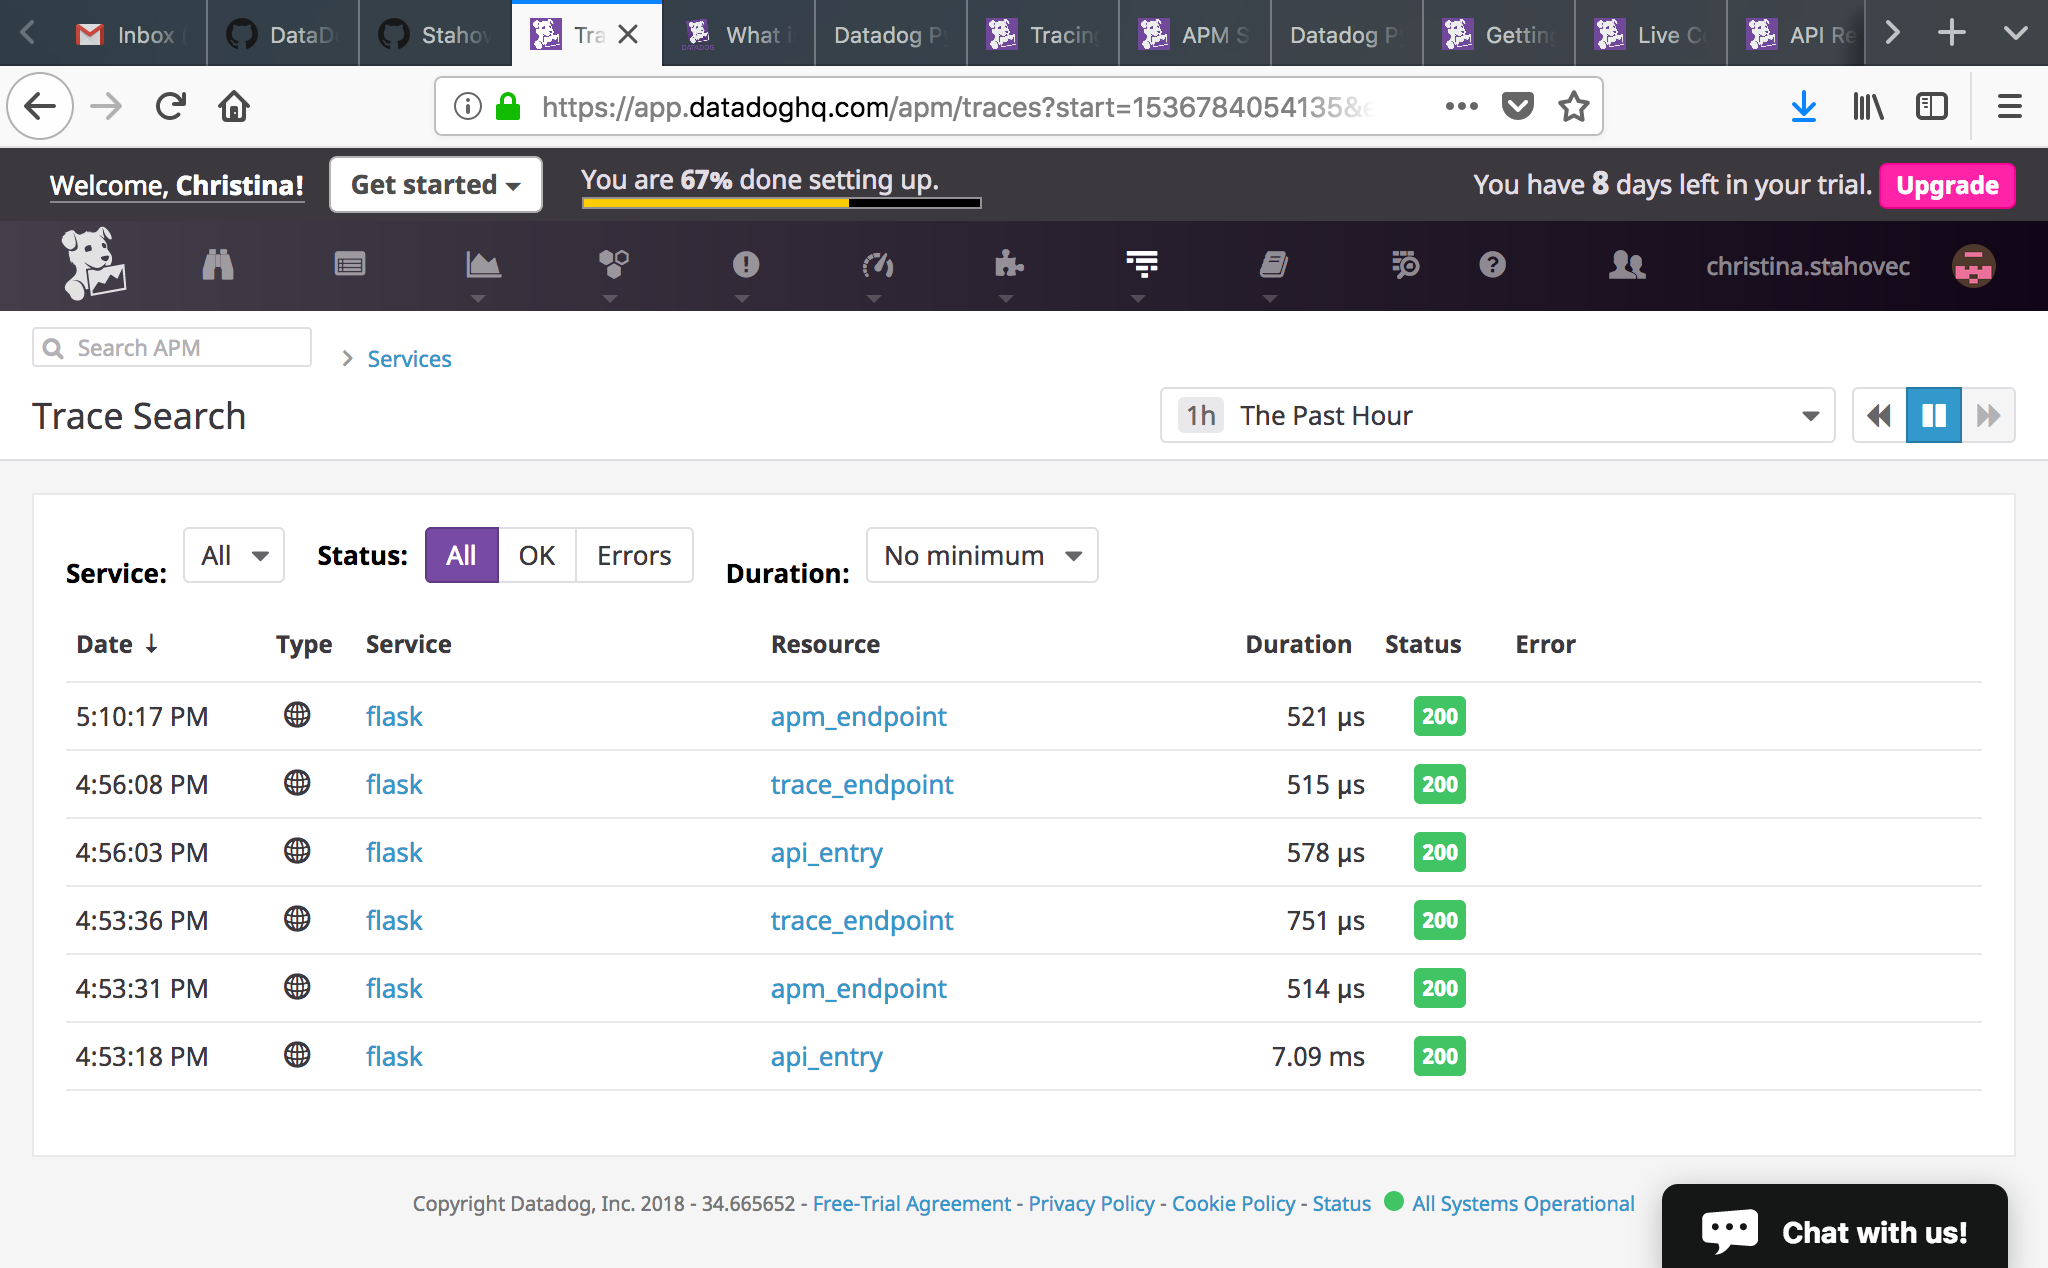 Inbox DataD Stahov Tra What i Datadog P Tracin APM S Datadog P Gettin Live C API Re
https://app.datadoghq.com/apm/traces?start=1536784054135&e
Welcome, Christina! Get started You are 67% done setting up. You have 8 days left in your trial. Upgrade
christina.stahovec
Search APM > Services
Trace Search 1h The Past Hour
Service: All Status: All OK Errors Duration: No minimum
Date ↓ Type Service Resource Duration Status Error
5:10:17 PM flask apm_endpoint 521 µs 200
4:56:08 PM flask trace_endpoint 515 µs 200
4:56:03 PM flask api_entry 578 µs 200
4:53:36 PM flask trace_endpoint 751 µs 200
4:53:31 PM flask apm_endpoint 514 µs 200
4:53:18 PM flask api_entry 7.09 ms 200
Copyright Datadog, Inc. 2018 - 34.665652 - Free-Trial Agreement - Privacy Policy - Cookie Policy - Status All Systems Operational
Chat with us!